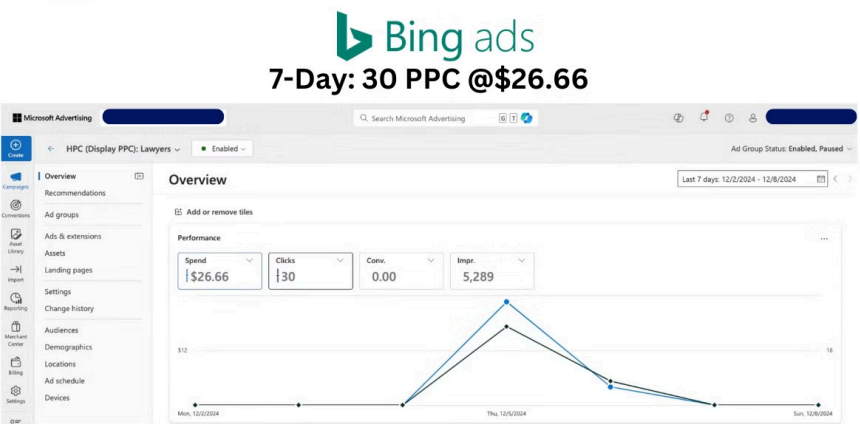 Bing ads
7-Day: 30 PPC @$26.66
Microsoft Advertising
Search Microsoft Advertising
G T
Create
HPC (Display PPC): Lawyers
Enabled
Ad Group Status: Enabled, Paused
Campaigns
Conversions
Asset
Library
Import
Reporting
Merchant
Center
Billing
Settings
Overview
Recommendations
Ad groups
Ads & extensions
Assets
Landing pages
Settings
Change history
Audiences
Demographics
Locations
Ad schedule
Devices
Overview
Last 7 days: 12/2/2024 - 12/8/2024
Add or remove tiles
Performance
Spend
$26.66
Clicks
30
Conv.
0.00
Impr.
5,289
$12
16
Mon, 12/2/2024
Thu, 12/5/2024
Sun, 12/8/2024